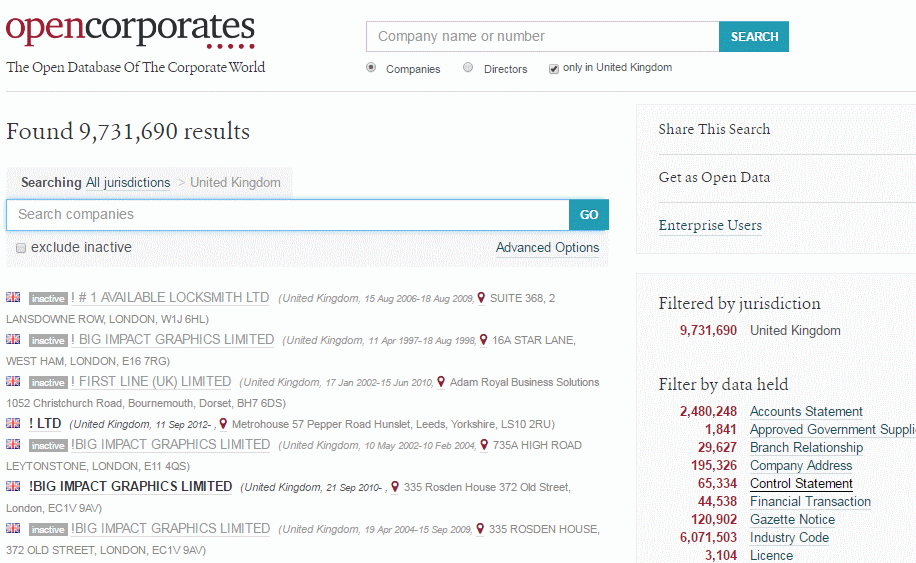 opencorporates
The Open Database Of The Corporate World
Company name or number
SEARCH
Companies Directors only in United Kingdom
Found 9,731,690 results
Searching All jurisdictions > United Kingdom
Search companies
GO
exclude inactive
Advanced Options
inactive ! # 1 AVAILABLE LOCKSMITH LTD (United Kingdom, 15 Aug 2006-18 Aug 2009, SUITE 368, 2
LANSDOWNE ROW, LONDON, W1J 6HL)
inactive ! BIG IMPACT GRAPHICS LIMITED (United Kingdom, 11 Apr 1997-18 Aug 1998, 16A STAR LANE,
WEST HAM, LONDON, E16 7RG)
inactive ! FIRST LINE (UK) LIMITED (United Kingdom, 17 Jan 2002-15 Jun 2010, Adam Royal Business Solutions
1052 Christchurch Road, Bournemouth, Dorset, BH7 6DS)
! LTD (United Kingdom, 11 Sep 2012- , Metrohouse 57 Pepper Road Hunslet, Leeds, Yorkshire, LS10 2RU)
inactive !BIG IMPACT GRAPHICS LIMITED (United Kingdom, 10 May 2002-10 Feb 2004, 735A HIGH ROAD
LEYTONSTONE, LONDON, E11 4QS)
!BIG IMPACT GRAPHICS LIMITED (United Kingdom, 21 Sep 2010- , 335 Rosden House 372 Old Street,
London, EC1V 9AV)
inactive !BIG IMPACT GRAPHICS LIMITED (United Kingdom, 19 Apr 2004-15 Sep 2009, 335 ROSDEN HOUSE,
372 OLD STREET, LONDON, EC1V 9AV)
Share This Search
Get as Open Data
Enterprise Users
Filtered by jurisdiction
9,731,690 United Kingdom
Filter by data held
2,480,248 Accounts Statement
1,841 Approved Government Suppli
29,627 Branch Relationship
195,326 Company Address
65,334 Control Statement
44,538 Financial Transaction
120,902 Gazette Notice
6,071,503 Industry Code
3,104 Licence